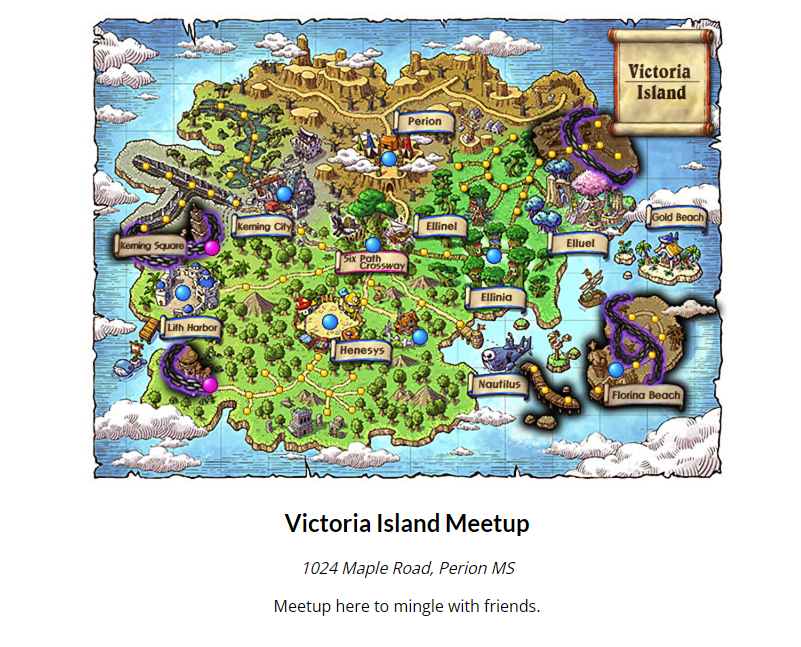 Victoria
Island
Perion
Gold Beach
Kerning City
Ellinel
Elluel
Kerning Square
Six Path
Crossway
Ellinia
Lith Harbor
Henesys
Nautilus
Florina Beach
Victoria Island Meetup
1024 Maple Road, Perion MS
Meetup here to mingle with friends.